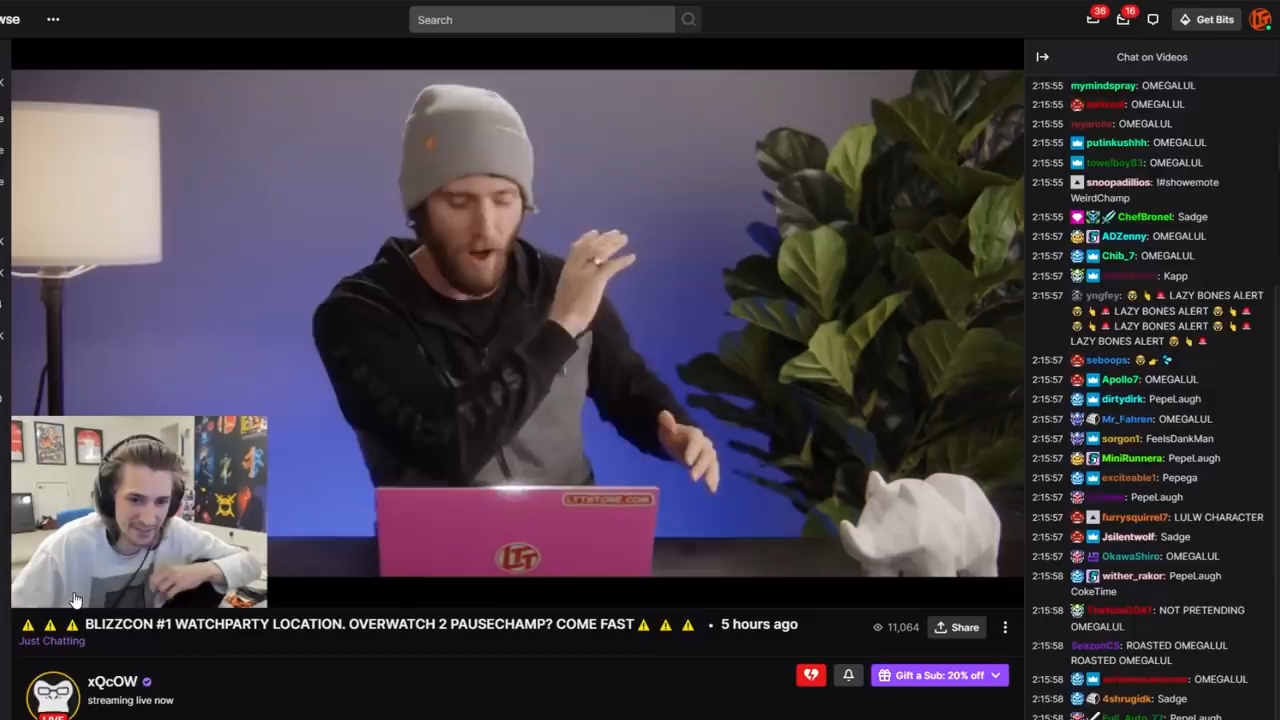 wse
Search
36
16
Get Bits
LTTSTORE.COM
LTT
⚠ ⚠ ⚠ BLIZZCON #1 WATCHPARTY LOCATION. OVERWATCH 2 PAUSECHAMP? COME FAST ⚠ ⚠ ⚠ • 5 hours ago
Just Chatting
11,064
Share
xQcOW
streaming live now
LIVE
Gift a Sub: 20% off
Chat on Videos
2:15:55 mymindspray: OMEGALUL
2:15:55 OMEGALUL
2:15:55 OMEGALUL
2:15:55 putinkushhh: OMEGALUL
2:15:55 towelboy83: OMEGALUL
2:15:55 snoopadillios: !#showemote
WeirdChamp
2:15:55 ChefBronel: Sadge
2:15:57 ADZenny: OMEGALUL
2:15:57 Chib_7: OMEGALUL
2:15:57 Kapp
2:15:57 yngfey: LAZY BONES ALERT
LAZY BONES ALERT
LAZY BONES ALERT
LAZY BONES ALERT
2:15:57 seboops:
2:15:57 Apollo7: OMEGALUL
2:15:57 dirtydirk: PepeLaugh
2:15:57 Mr_Fahren: OMEGALUL
2:15:57 sorgon1: FeelsDankMan
2:15:57 MiniRunnera: PepeLaugh
2:15:57 exciteable1: Pepega
2:15:57 PepeLaugh
2:15:57 furrysquirrel7: LULW CHARACTER
2:15:57 Jsilentwolf: Sadge
2:15:57 OkawaShiro: OMEGALUL
2:15:58 wither_rakor: PepeLaugh
CokeTime
2:15:58 NOT PRETENDING
OMEGALUL
2:15:58 SeazonCS: ROASTED OMEGALUL
ROASTED OMEGALUL
2:15:58 OMEGALUL
2:15:58 4shrugidk: Sadge
2:15:58 Full_Auto_77: PepeLaugh